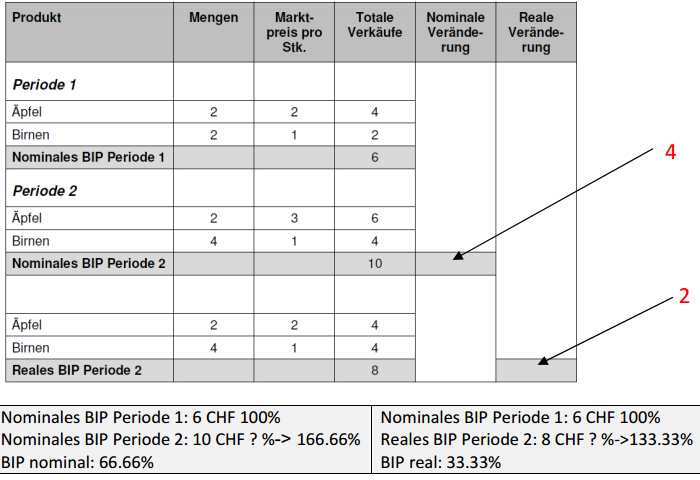 Produkt Mengen Markt- Totale Nominale Reale
preis pro Verkäufe Verände- Verände-
Stk. rung rung
Periode 1
Äpfel 2 2 4
Birnen 2 1 2
Nominales BIP Periode 1 6
4
Periode 2
Äpfel 2 3 6
Birnen 4 1 4
Nominales BIP Periode 2 10
2
Äpfel 2 2 4
Birnen 4 1 4
Reales BIP Periode 2 8
Nominales BIP Periode 1: 6 CHF 100%
Nominales BIP Periode 2: 10 CHF ? %-> 166.66%
BIP nominal: 66.66%
Nominales BIP Periode 1: 6 CHF 100%
Reales BIP Periode 2: 8 CHF ? %->133.33%
BIP real: 33.33%